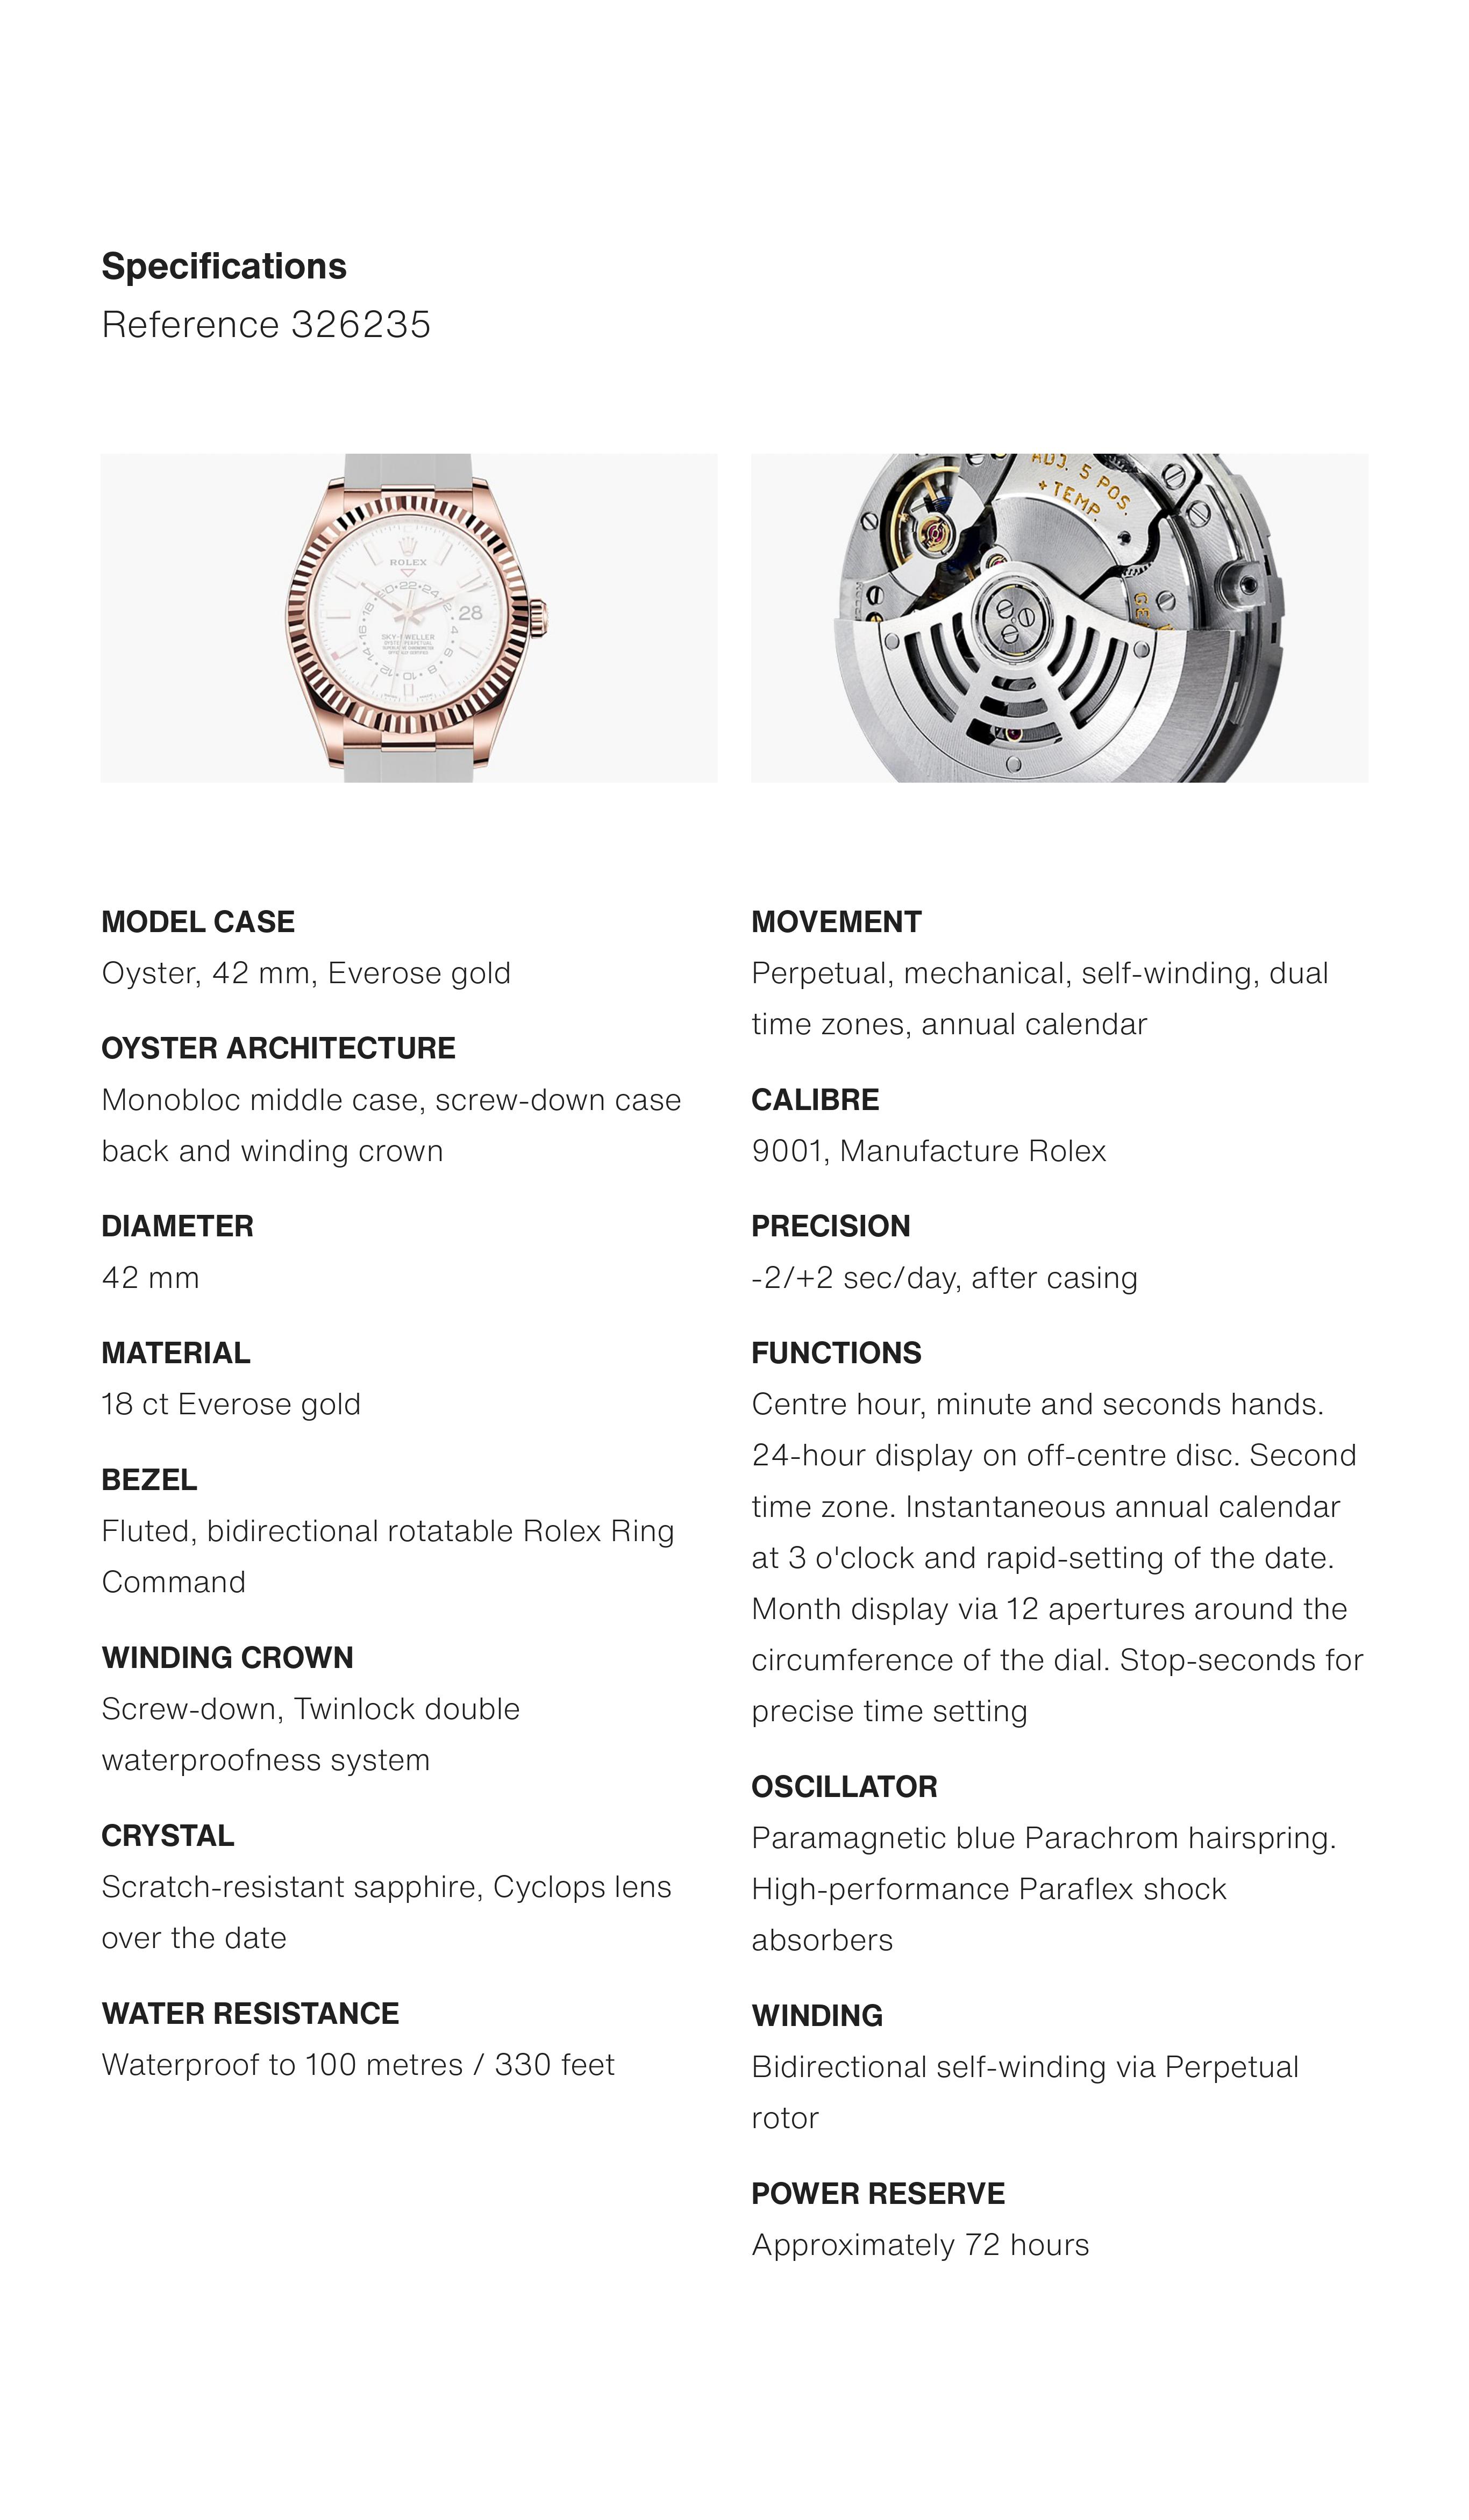 Specifications
Reference 326235
ROLEX
28
SKY-DWELLER
ADJ. 5 POS.
+ TEMP.
MODEL CASE
Oyster, 42 mm, Everose gold
OYSTER ARCHITECTURE
Monobloc middle case, screw-down case
back and winding crown
DIAMETER
42 mm
MATERIAL
18 ct Everose gold
BEZEL
Fluted, bidirectional rotatable Rolex Ring
Command
WINDING CROWN
Screw-down, Twinlock double
waterproofness system
CRYSTAL
Scratch-resistant sapphire, Cyclops lens
over the date
WATER RESISTANCE
Waterproof to 100 metres / 330 feet
MOVEMENT
Perpetual, mechanical, self-winding, dual
time zones, annual calendar
CALIBRE
9001, Manufacture Rolex
PRECISION
-2/+2 sec/day, after casing
FUNCTIONS
Centre hour, minute and seconds hands.
24-hour display on off-centre disc. Second
time zone. Instantaneous annual calendar
at 3 o'clock and rapid-setting of the date.
Month display via 12 apertures around the
circumference of the dial. Stop-seconds for
precise time setting
OSCILLATOR
Paramagnetic blue Parachrom hairspring.
High-performance Paraflex shock
absorbers
WINDING
Bidirectional self-winding via Perpetual
rotor
POWER RESERVE
Approximately 72 hours